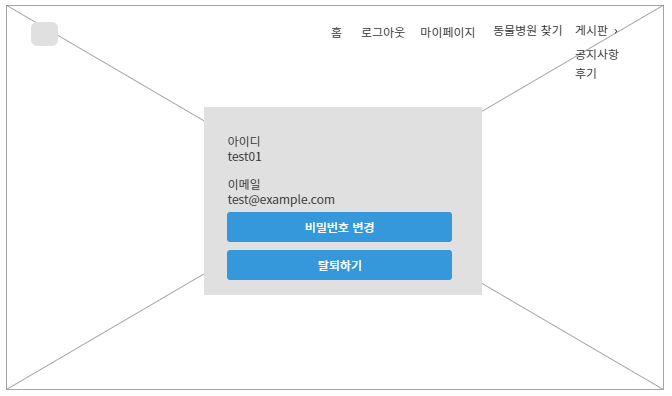 홈 로그아웃 마이페이지 동물병원 찾기 게시판 ›
공지사항
후기
아이디
test01
이메일
test@example.com
비밀번호 변경
탈퇴하기